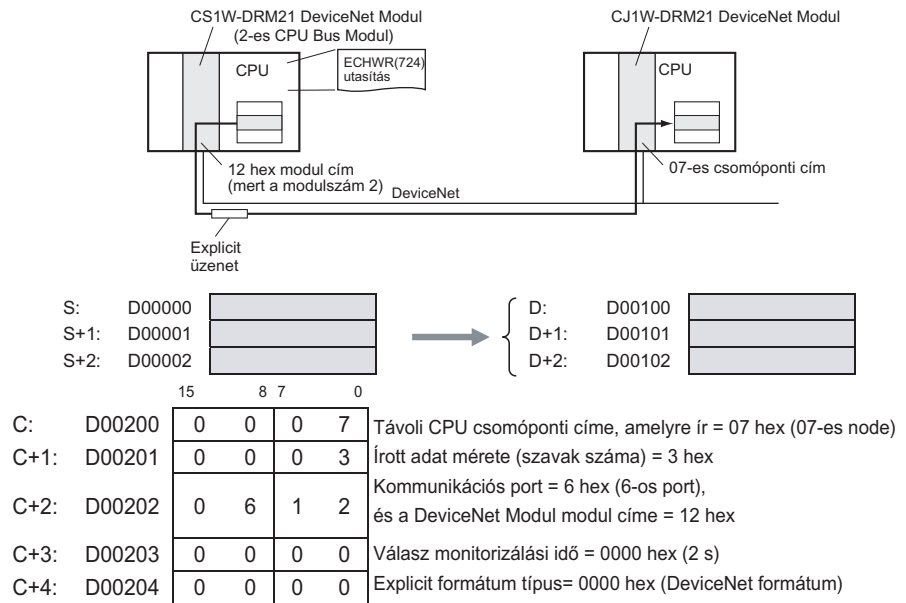 CS1W-DRM21 DeviceNet Modul
(2-es CPU Bus Modul)
CJ1W-DRM21 DeviceNet Modul
CPU
ECHWR(724)
utasítás
CPU
12 hex modul cím
(mert a modulszám 2)
07-es csomóponti cím
DeviceNet
Explicit
üzenet
S: D00000
S+1: D00001
S+2: D00002
D: D00100
D+1: D00101
D+2: D00102
15 8 7 0
C: D00200 0 0 0 7 Távoli CPU csomóponti címe, amelyre ír = 07 hex (07-es node)
C+1: D00201 0 0 0 3 Írott adat mérete (szavak száma) = 3 hex
C+2: D00202 0 6 1 2 Kommunikációs port = 6 hex (6-os port),
és a DeviceNet Modul modul címe = 12 hex
C+3: D00203 0 0 0 0 Válasz monitorizálási idő = 0000 hex (2 s)
C+4: D00204 0 0 0 0 Explicit formátum típus= 0000 hex (DeviceNet formátum)